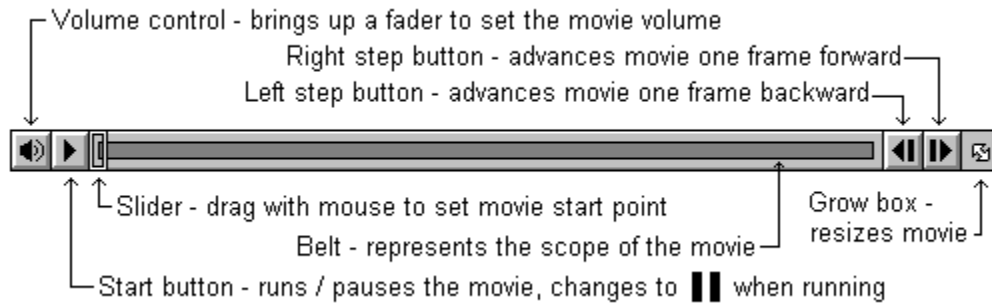 Volume control - brings up a fader to set the movie volume
Right step button - advances movie one frame forward
Left step button - advances movie one frame backward
Slider - drag with mouse to set movie start point
Grow box -
resizes movie
Belt - represents the scope of the movie
Start button - runs / pauses the movie, changes to when running